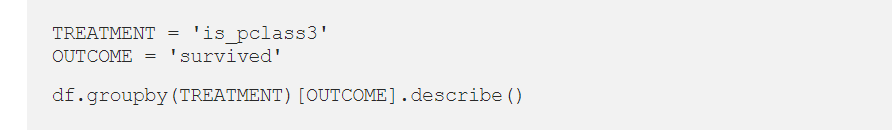 TREATMENT = 'is_pclass3'
OUTCOME = 'survived'
df.groupby(TREATMENT)[OUTCOME].describe()